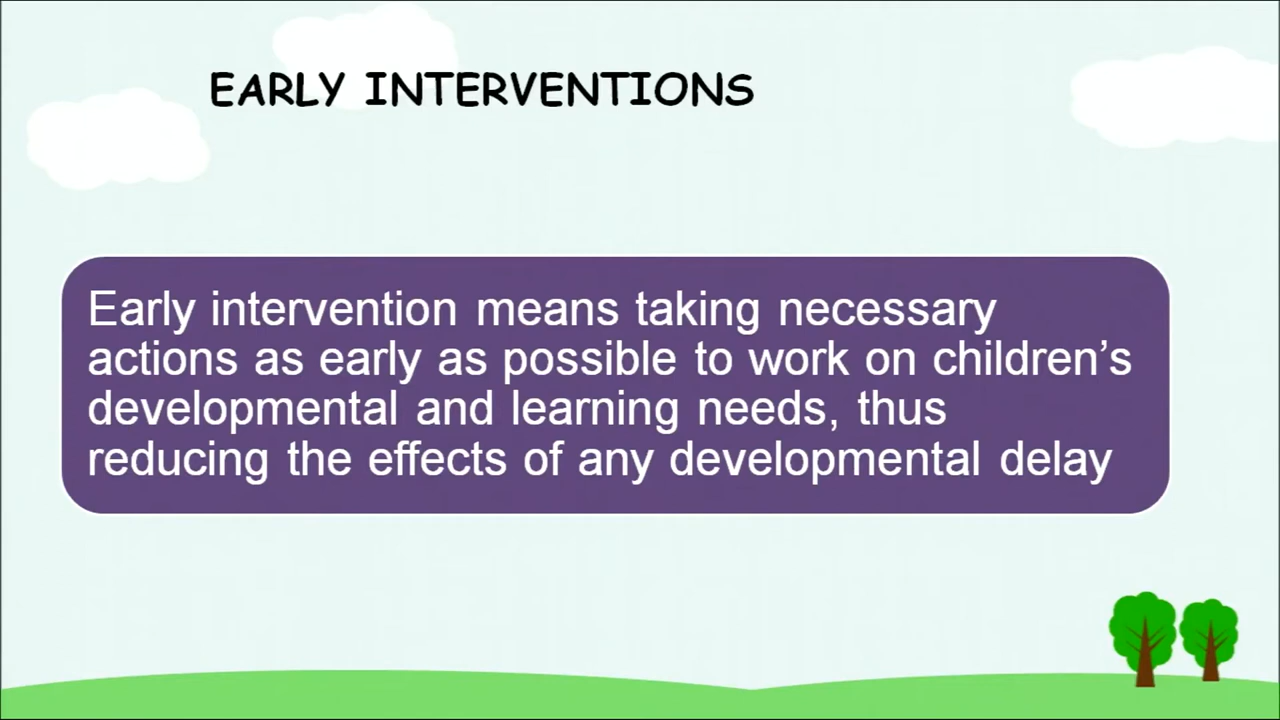 EARLY INTERVENTIONS
Early intervention means taking necessary
actions as early as possible to work on children’s
developmental and learning needs, thus
reducing the effects of any developmental delay